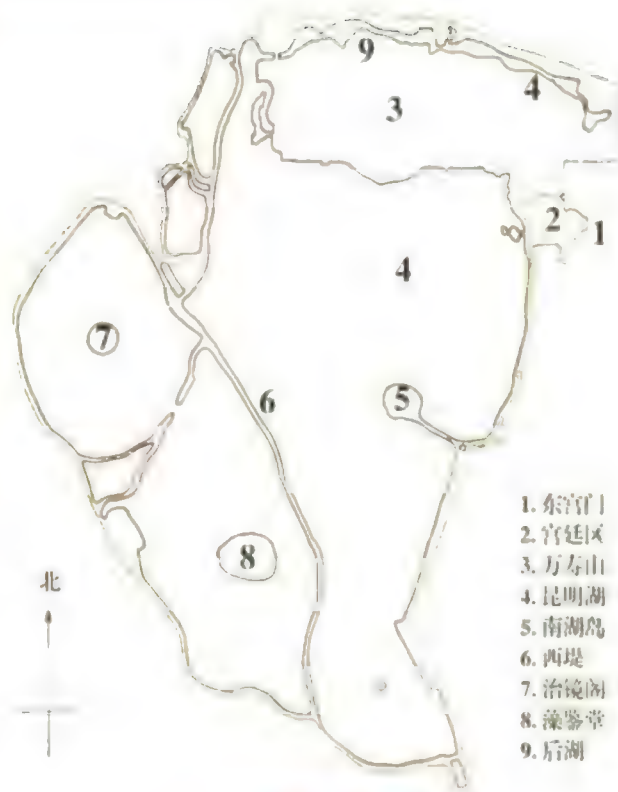 9
3
4
2
1
4
7
5
6
8
北
1. 东宫门
2. 宫廷区
3. 万寿山
4. 昆明湖
5. 南湖岛
6. 西堤
7. 治镜阁
8. 藻鉴堂
9. 后湖